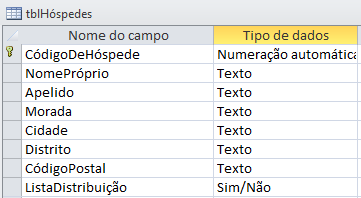 tblHóspedes
Nome do campo Tipo de dados
CódigoDeHóspede Numeração automática
NomePróprio Texto
Apelido Texto
Morada Texto
Cidade Texto
Distrito Texto
CódigoPostal Texto
ListaDistribuição Sim/Não